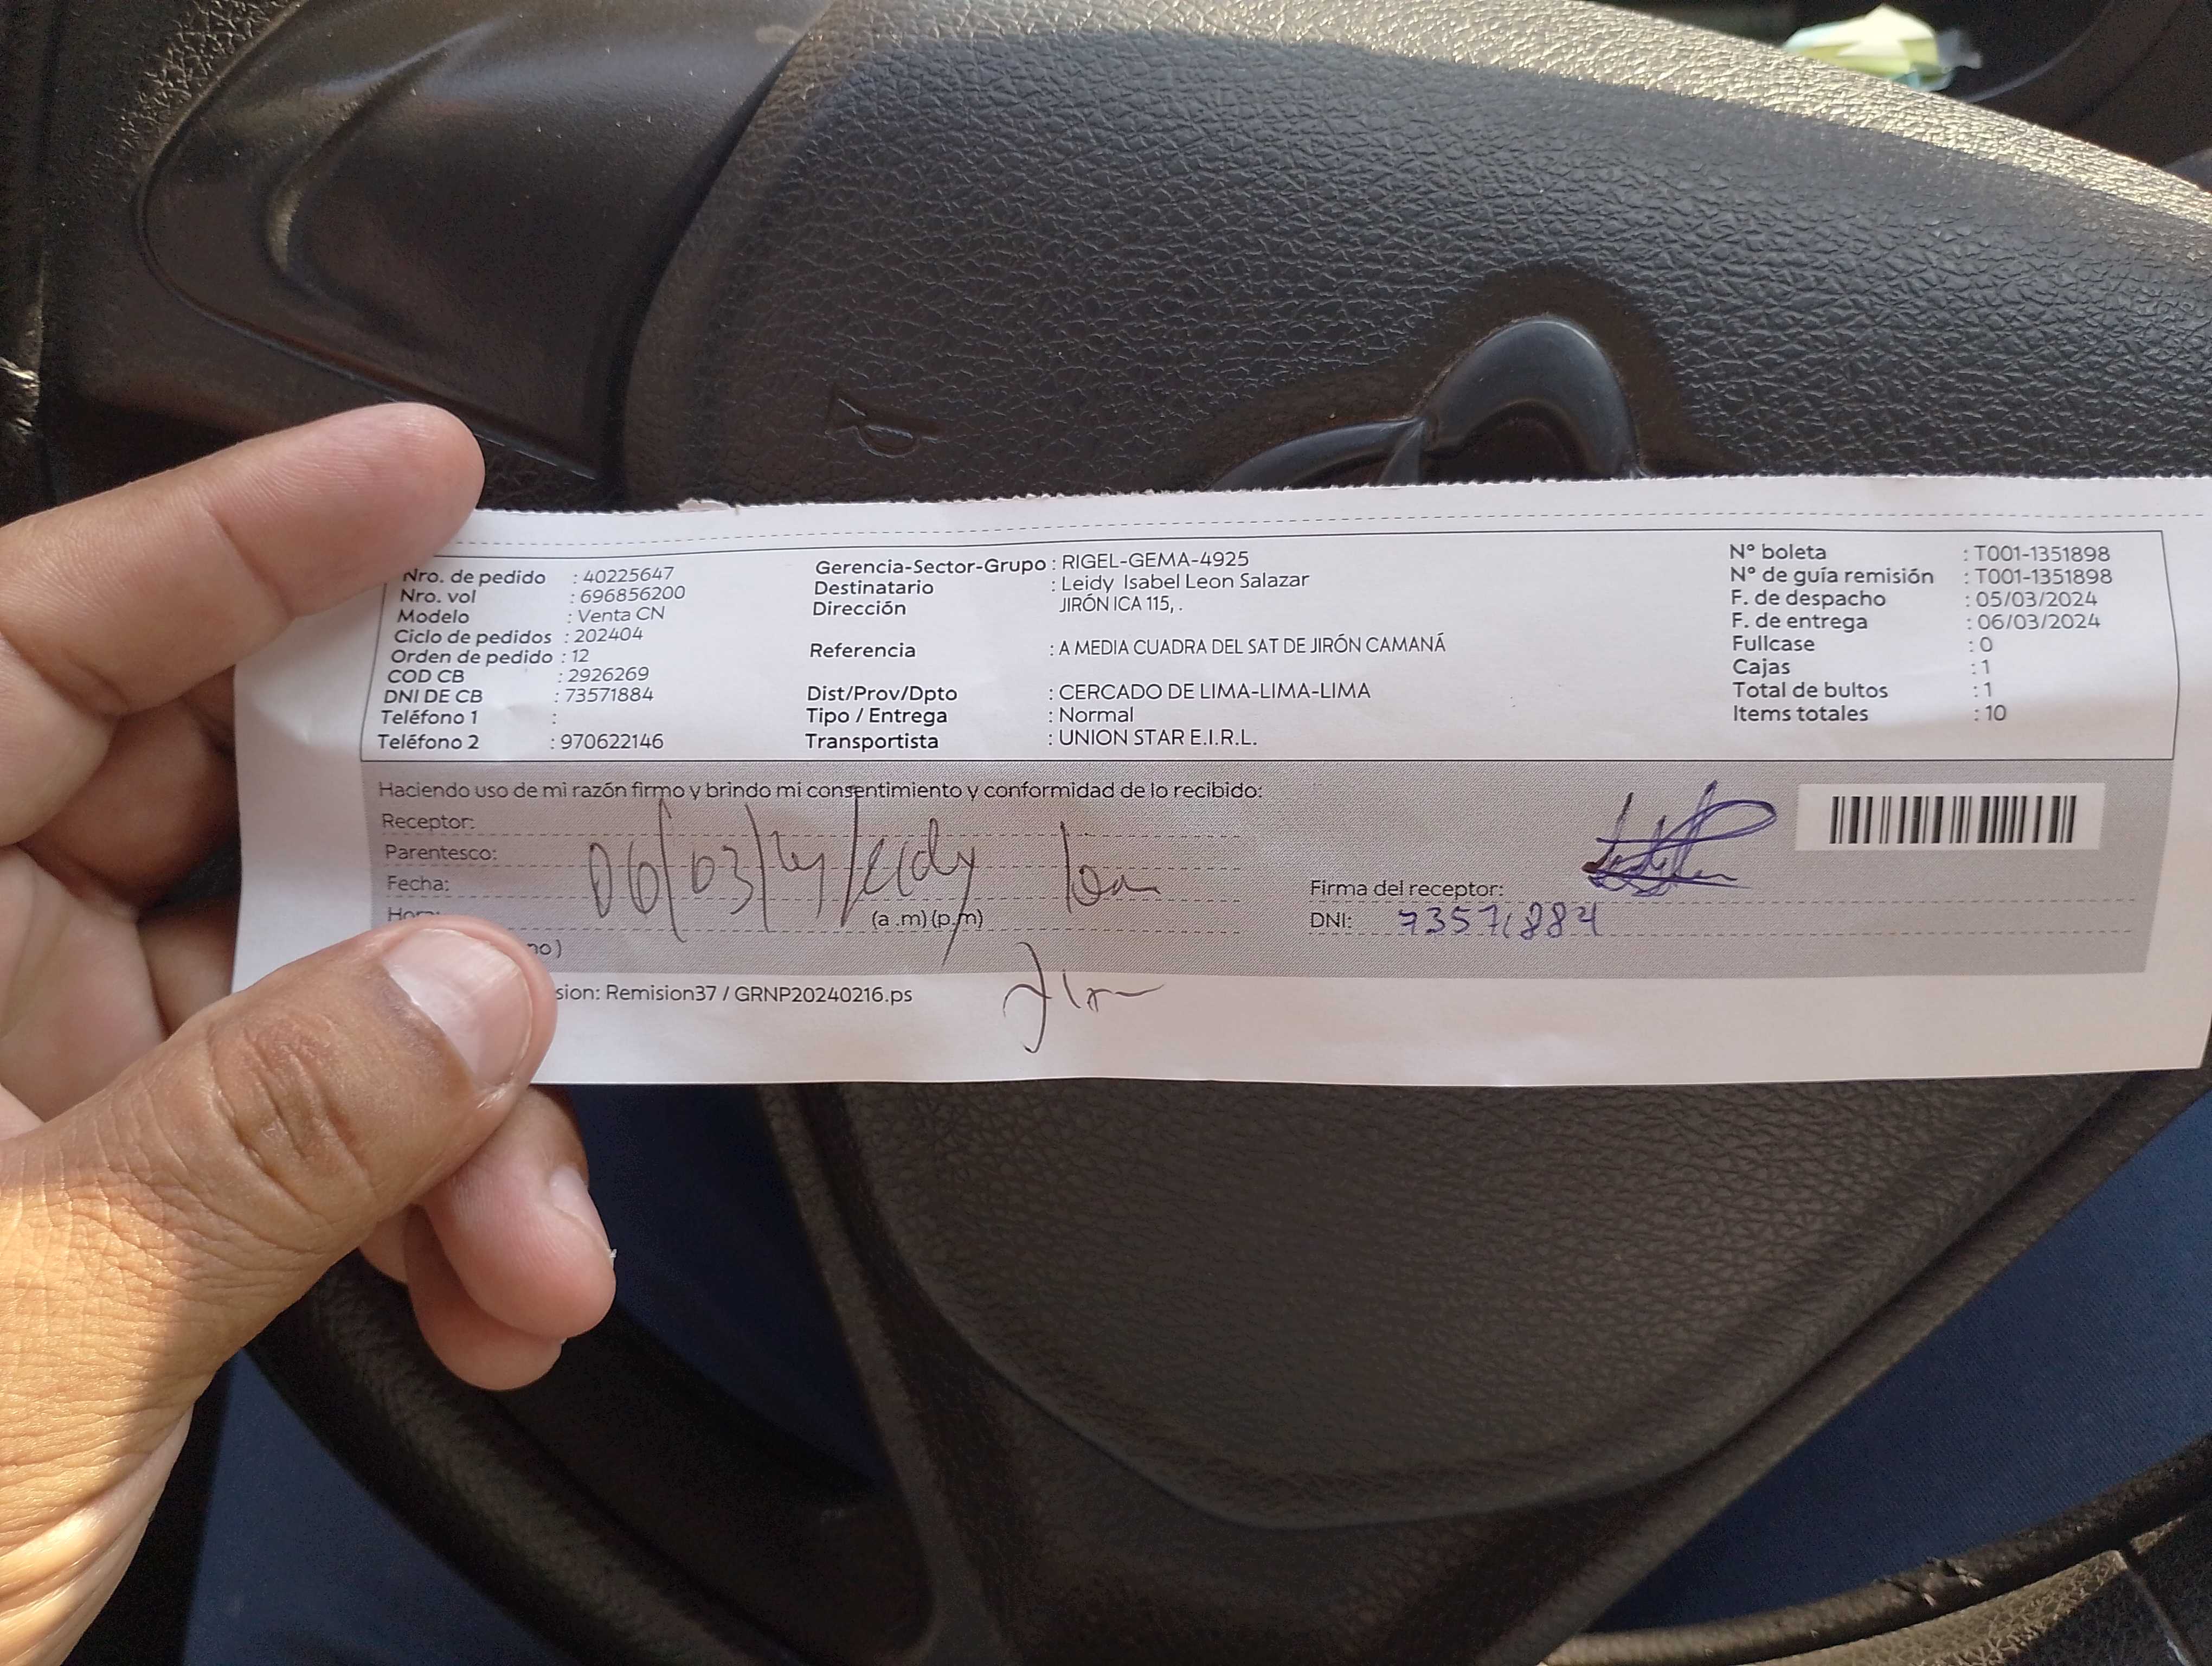 Nro. de pedido : 40225647
Nro. vol : 696856200
Modelo : Venta CN
Ciclo de pedidos : 202404
Orden de pedido : 12
COD CB : 2926269
DNI DE CB : 73571884
Teléfono 1 :
Teléfono 2 : 970622146
Gerencia-Sector-Grupo : RIGEL-GEMA-4925
Destinatario : Leidy Isabel Leon Salazar
Dirección JIRÓN ICA 115, .
Referencia : A MEDIA CUADRA DEL SAT DE JIRÓN CAMANÁ
Dist/Prov/Dpto : CERCADO DE LIMA-LIMA-LIMA
Tipo / Entrega : Normal
Transportista : UNION STAR E.I.R.L.
N° boleta : T001-1351898
N° de guía remisión : T001-1351898
F. de despacho : 05/03/2024
F. de entrega : 06/03/2024
Fullcase : 0
Cajas : 1
Total de bultos : 1
Items totales : 10
Haciendo uso de mi razón firmo y brindo mi consentimiento y conformidad de lo recibido:
Receptor:
Parentesco:
Fecha: 06/03/24/Leidy Leon
Hora: (a .m) (p.m)
no )
Firma del receptor:
DNI: 73571884
sion: Remision37 / GRNP20240216.ps